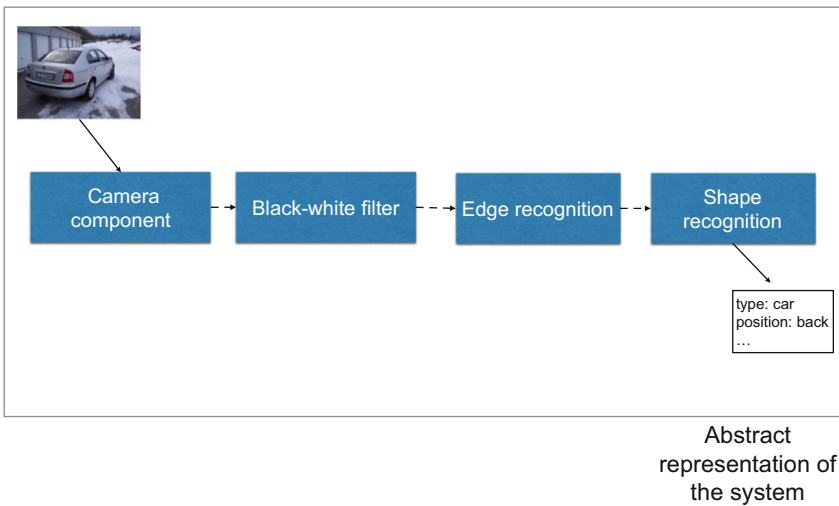 Camera
component
Black-white filter
Edge recognition
Shape
recognition
type: car
position: back
…
Abstract
representation of
the system